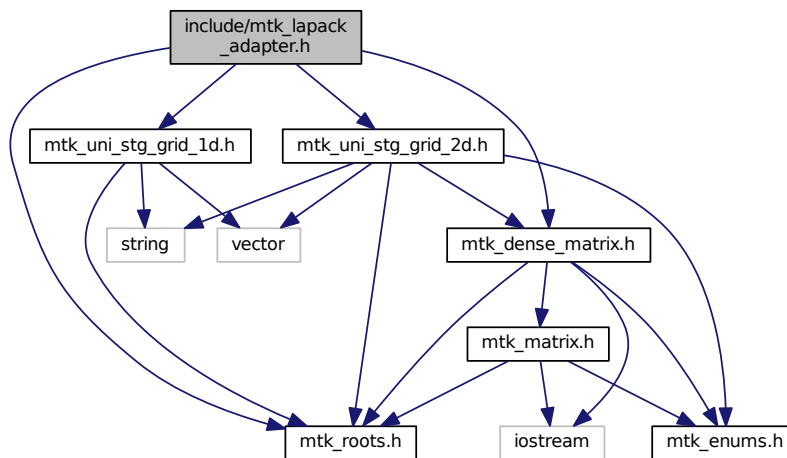 include/mtk_lapack
_adapter.h
mtk_uni_stg_grid_1d.h
mtk_uni_stg_grid_2d.h
string
vector
mtk_dense_matrix.h
mtk_matrix.h
mtk_roots.h
iostream
mtk_enums.h